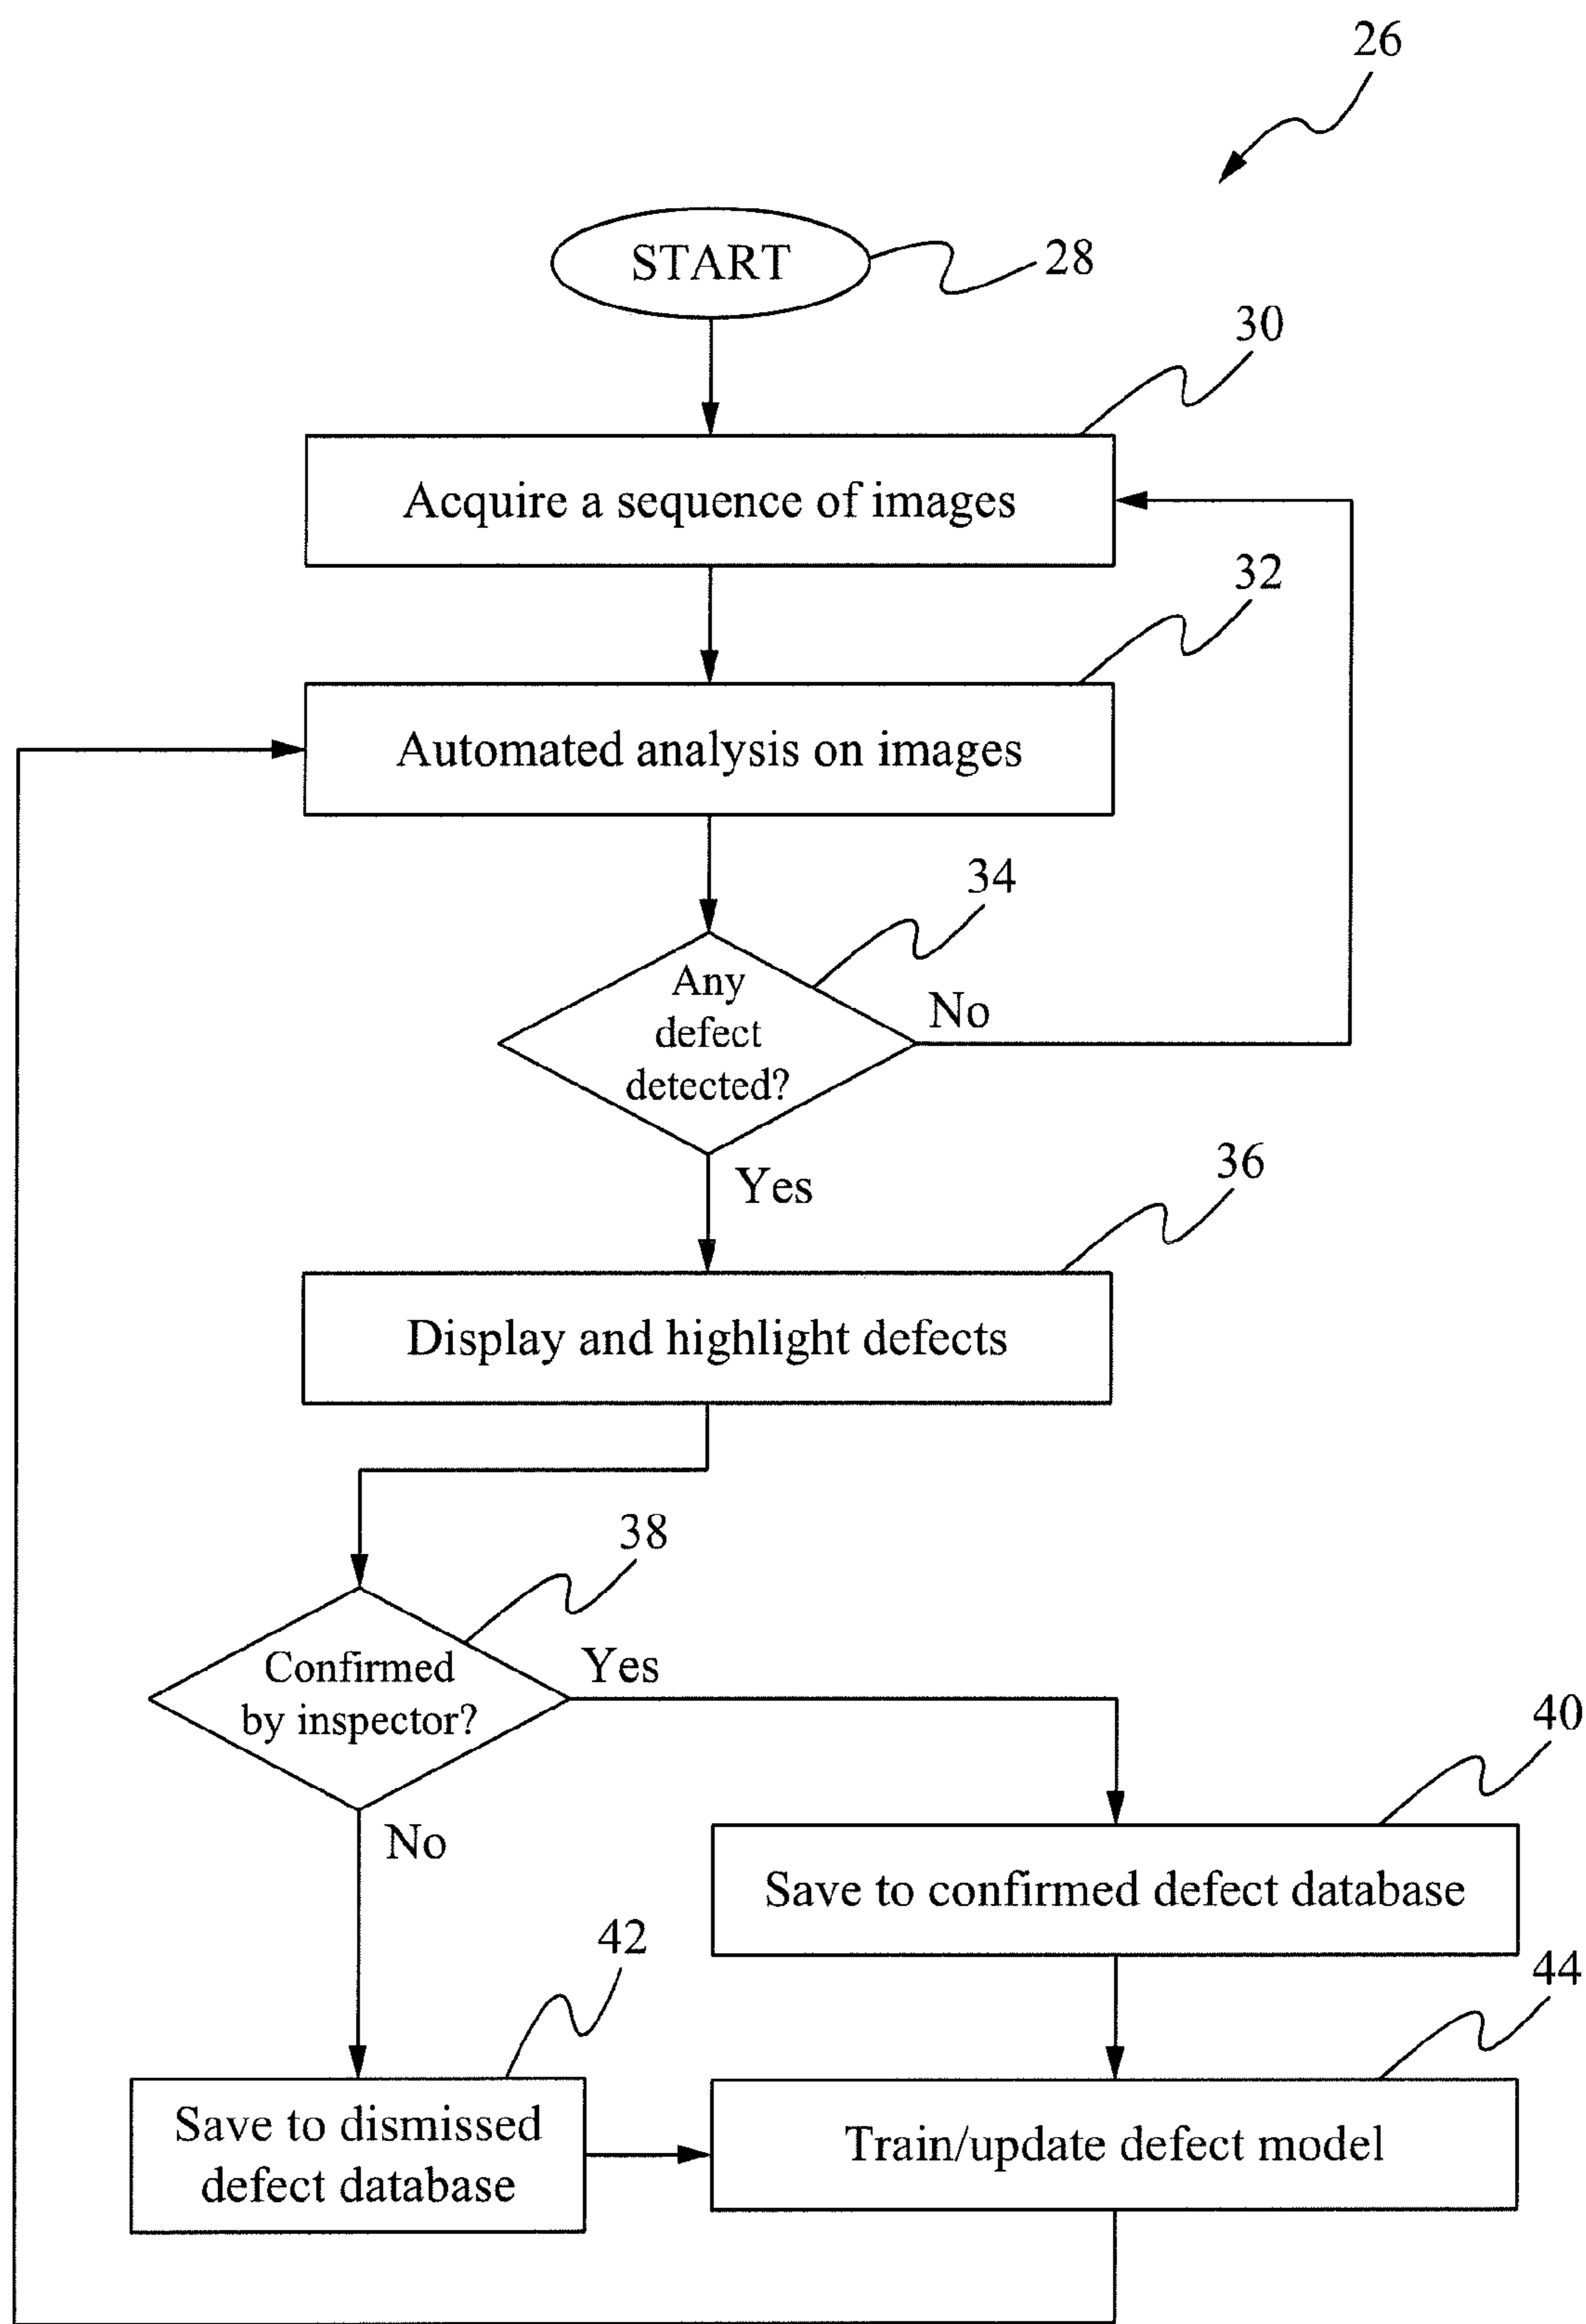 26
START
28
30
Acquire a sequence of images
32
Automated analysis on images
34
Any
defect
detected?
No
Yes
36
Display and highlight defects
38
Confirmed
by inspector?
Yes
No
40
Save to confirmed defect database
42
44
Save to dismissed
defect database
Train/update defect model